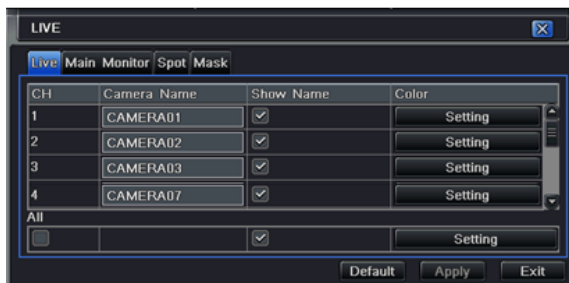 LIVE
Live Main Monitor Spot Mask
CH Camera Name Show Name Color
1 CAMERA01 Setting
2 CAMERA02 Setting
3 CAMERA03 Setting
4 CAMERA07 Setting
All
Setting
Default Apply Exit